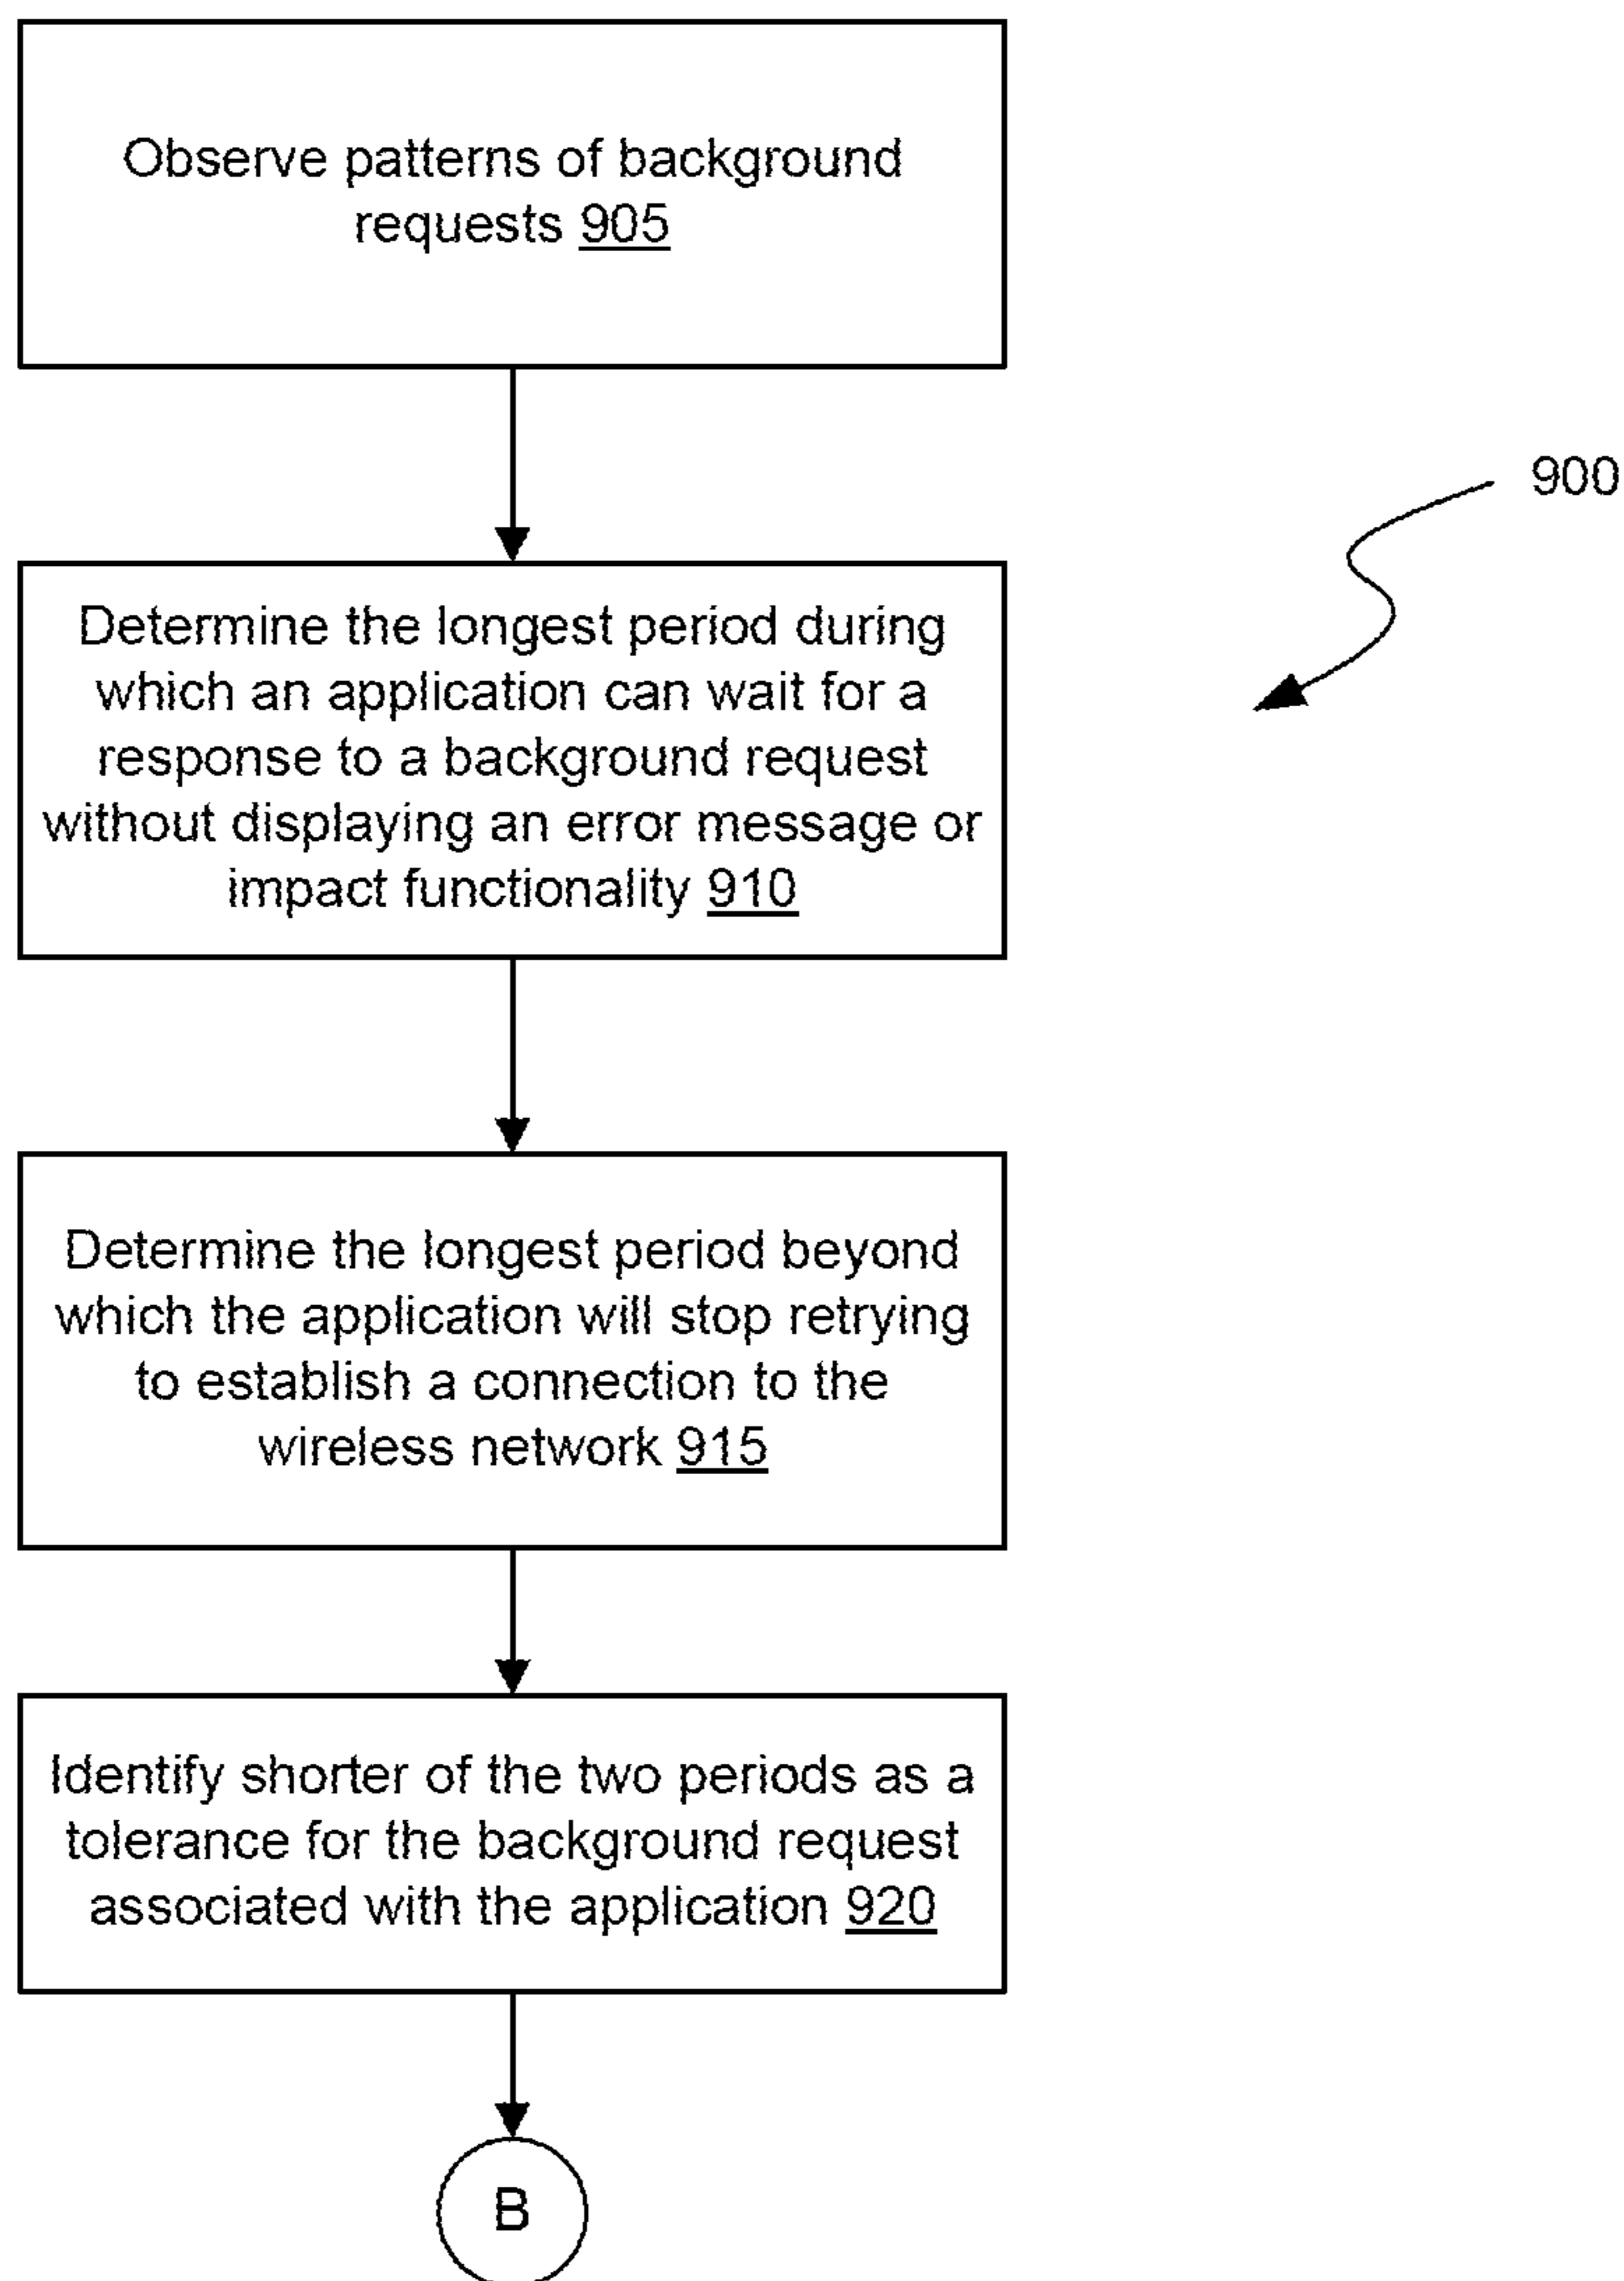 Observe patterns of background
requests 905
900
Determine the longest period during
which an application can wait for a
response to a background request
without displaying an error message or
impact functionality 910
Determine the longest period beyond
which the application will stop retrying
to establish a connection to the
wireless network 915
Identify shorter of the two periods as a
tolerance for the background request
associated with the application 920
B